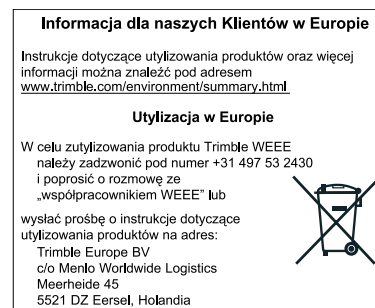 Informacja dla naszych Klientów w Europie
Instrukcje dotyczące utylizowania produktów oraz więcej
informacji można znaleźć pod adresem
www.trimble.com/environment/summary.html
Utylizacja w Europie
W celu zutylizowania produktu Trimble WEEE
należy zadzwonić pod numer +31 497 53 2430
i poprosić o rozmowę ze
„współpracownikiem WEEE” lub
wysłać prośbę o instrukcje dotyczące
utylizowania produktów na adres:
Trimble Europe BV
c/o Menlo Worldwide Logistics
Meerheide 45
5521 DZ Eersel, Holandia